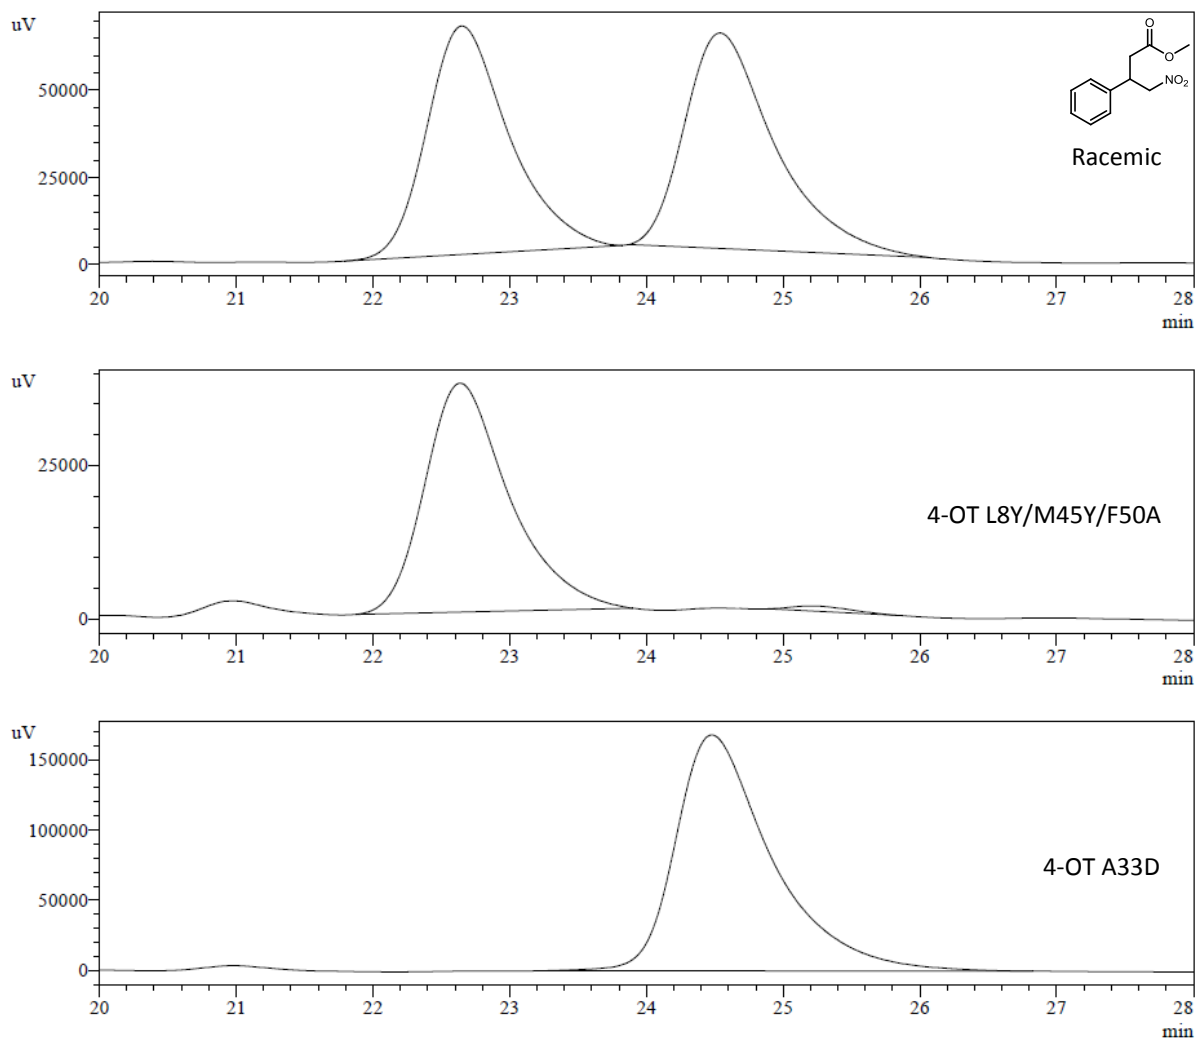 uV
50000
25000
0
O
O
NO2
Racemic
20 21 22 23 24 25 26 27 28
min
uV
25000
0
4-OT L8Y/M45Y/F50A
20 21 22 23 24 25 26 27 28
min
uV
150000
100000
50000
0
4-OT A33D
20 21 22 23 24 25 26 27 28
min